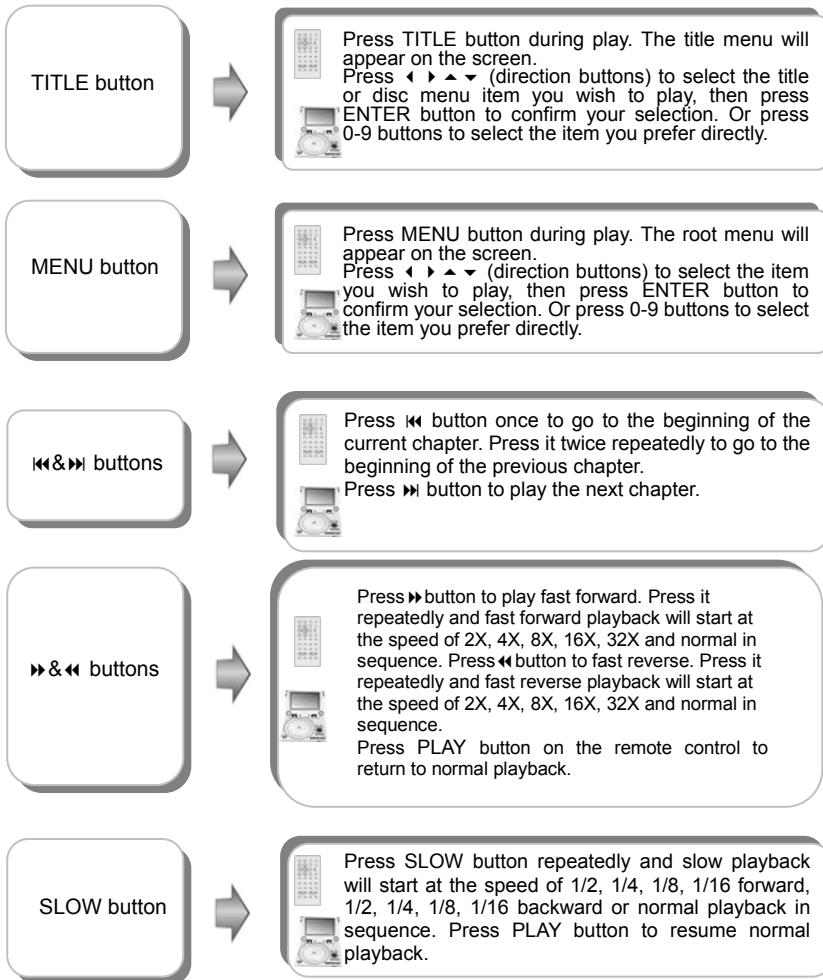 TITLE button
Press TITLE button during play. The title menu will
appear on the screen.
Press ◂ ▸ ▴ ▾ (direction buttons) to select the title
or disc menu item you wish to play, then press
ENTER button to confirm your selection. Or press
0-9 buttons to select the item you prefer directly.
MENU button
Press MENU button during play. The root menu will
appear on the screen.
Press ◂ ▸ ▴ ▾ (direction buttons) to select the item
you wish to play, then press ENTER button to
confirm your selection. Or press 0-9 buttons to select
the item you prefer directly.
⏮&⏭ buttons
Press ⏮ button once to go to the beginning of the
current chapter. Press it twice repeatedly to go to the
beginning of the previous chapter.
Press ⏭ button to play the next chapter.
⏩&⏪ buttons
Press ⏩ button to play fast forward. Press it
repeatedly and fast forward playback will start at
the speed of 2X, 4X, 8X, 16X, 32X and normal in
sequence. Press ⏪ button to fast reverse. Press it
repeatedly and fast reverse playback will start at
the speed of 2X, 4X, 8X, 16X, 32X and normal in
sequence.
Press PLAY button on the remote control to
return to normal playback.
SLOW button
Press SLOW button repeatedly and slow playback
will start at the speed of 1/2, 1/4, 1/8, 1/16 forward,
1/2, 1/4, 1/8, 1/16 backward or normal playback in
sequence. Press PLAY button to resume normal
playback.